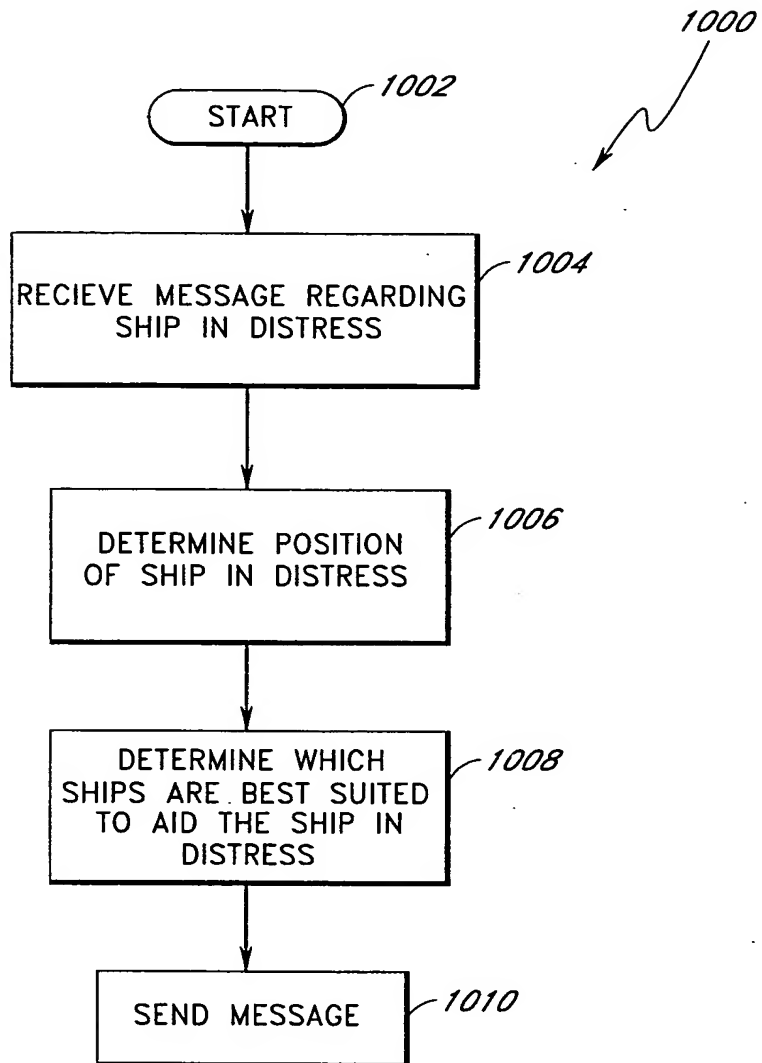 1000
START
1002
RECIEVE MESSAGE REGARDING
SHIP IN DISTRESS
1004
DETERMINE POSITION
OF SHIP IN DISTRESS
1006
DETERMINE WHICH
SHIPS ARE BEST SUITED
TO AID THE SHIP IN
DISTRESS
1008
SEND MESSAGE
1010